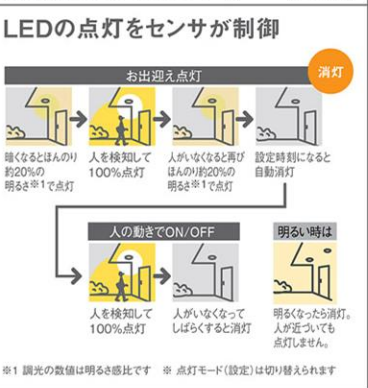 LEDの点灯をセンサが制御
お出迎え点灯
消灯
暗くなるとほんのり
約20%の
明るさ※1で点灯
人を検知して
100%点灯
人がいなくなると再び
ほんのり約20%の
明るさ※1で点灯
設定時刻になると
自動消灯
人の動きでON/OFF
人を検知して
100%点灯
人がいなくなって
しばらくすると消灯
明るい時は
明るくなったら消灯。
人が近づいても
点灯しません。
※1 調光の数値は明るさ感比です ※ 点灯モード(設定)は切り替えられます